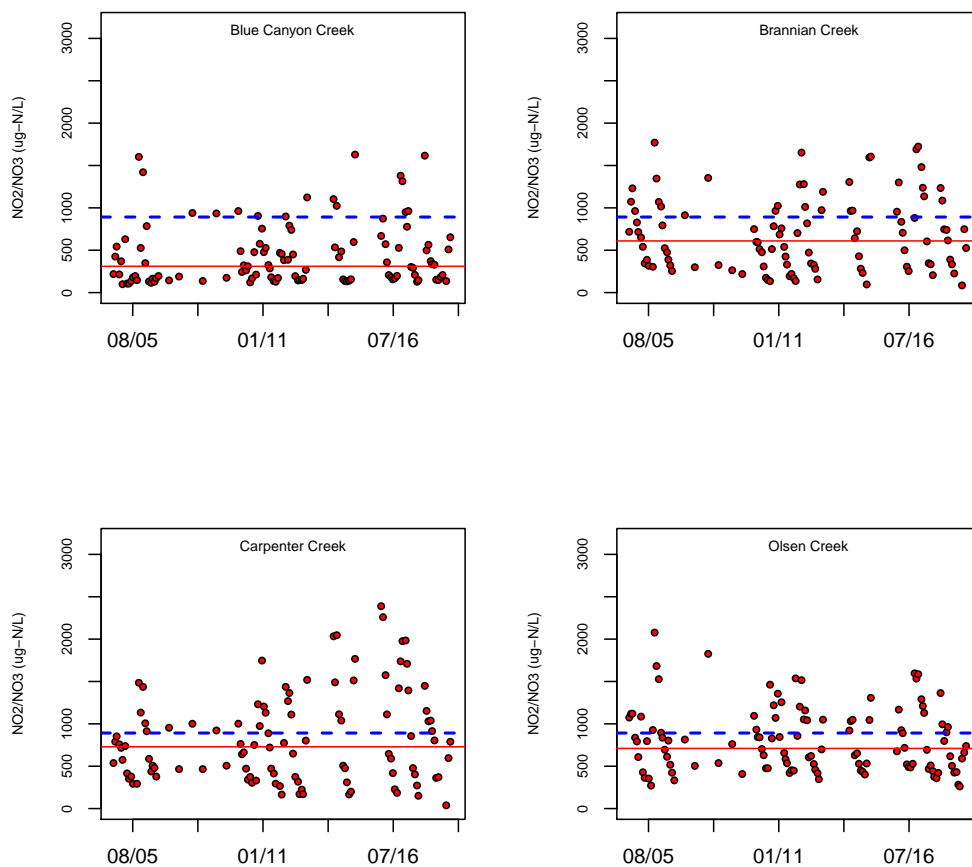 Blue Canyon Creek
NO2/NO3 (ug−N/L)
3000
2000
1000
500
0
08/05 01/11 07/16
Brannian Creek
NO2/NO3 (ug−N/L)
3000
2000
1000
500
0
08/05 01/11 07/16
Carpenter Creek
NO2/NO3 (ug−N/L)
3000
2000
1000
500
0
08/05 01/11 07/16
Olsen Creek
NO2/NO3 (ug−N/L)
3000
2000
1000
500
0
08/05 01/11 07/16